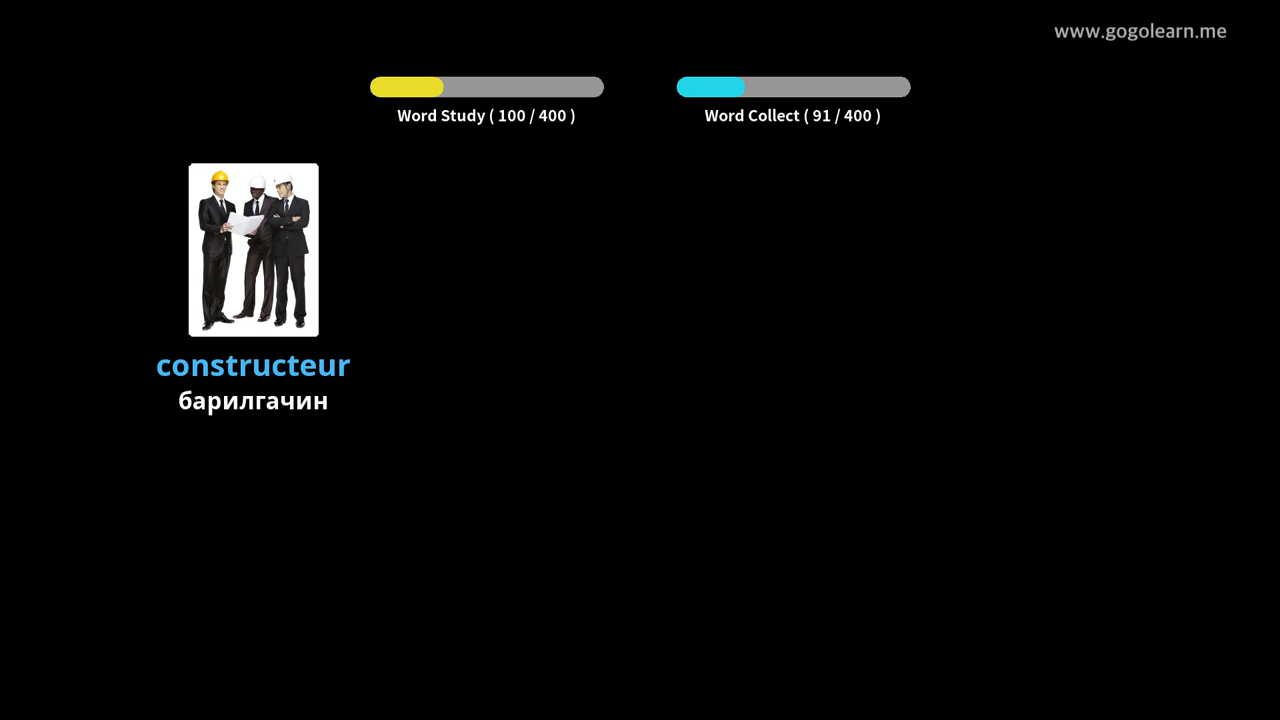 www.gogolearn.me
Word Study ( 100 / 400 )
Word Collect ( 91 / 400 )
constructeur
барилгачин